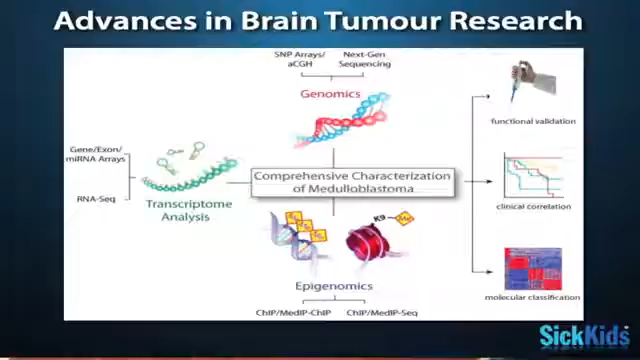 Advances in Brain Tumour Research
SNP Arrays/
aCGH
Next-Gen
Sequencing
Genomics
functional validation
Gene/Exon/
miRNA Arrays
RNA-Seq
Transcriptome
Analysis
Comprehensive Characterization
of Medulloblastoma
clinical correlation
K9
Me
Epigenomics
ChIP/MedIP-ChIP
ChIP/MedIP-Seq
molecular classification
SickKids